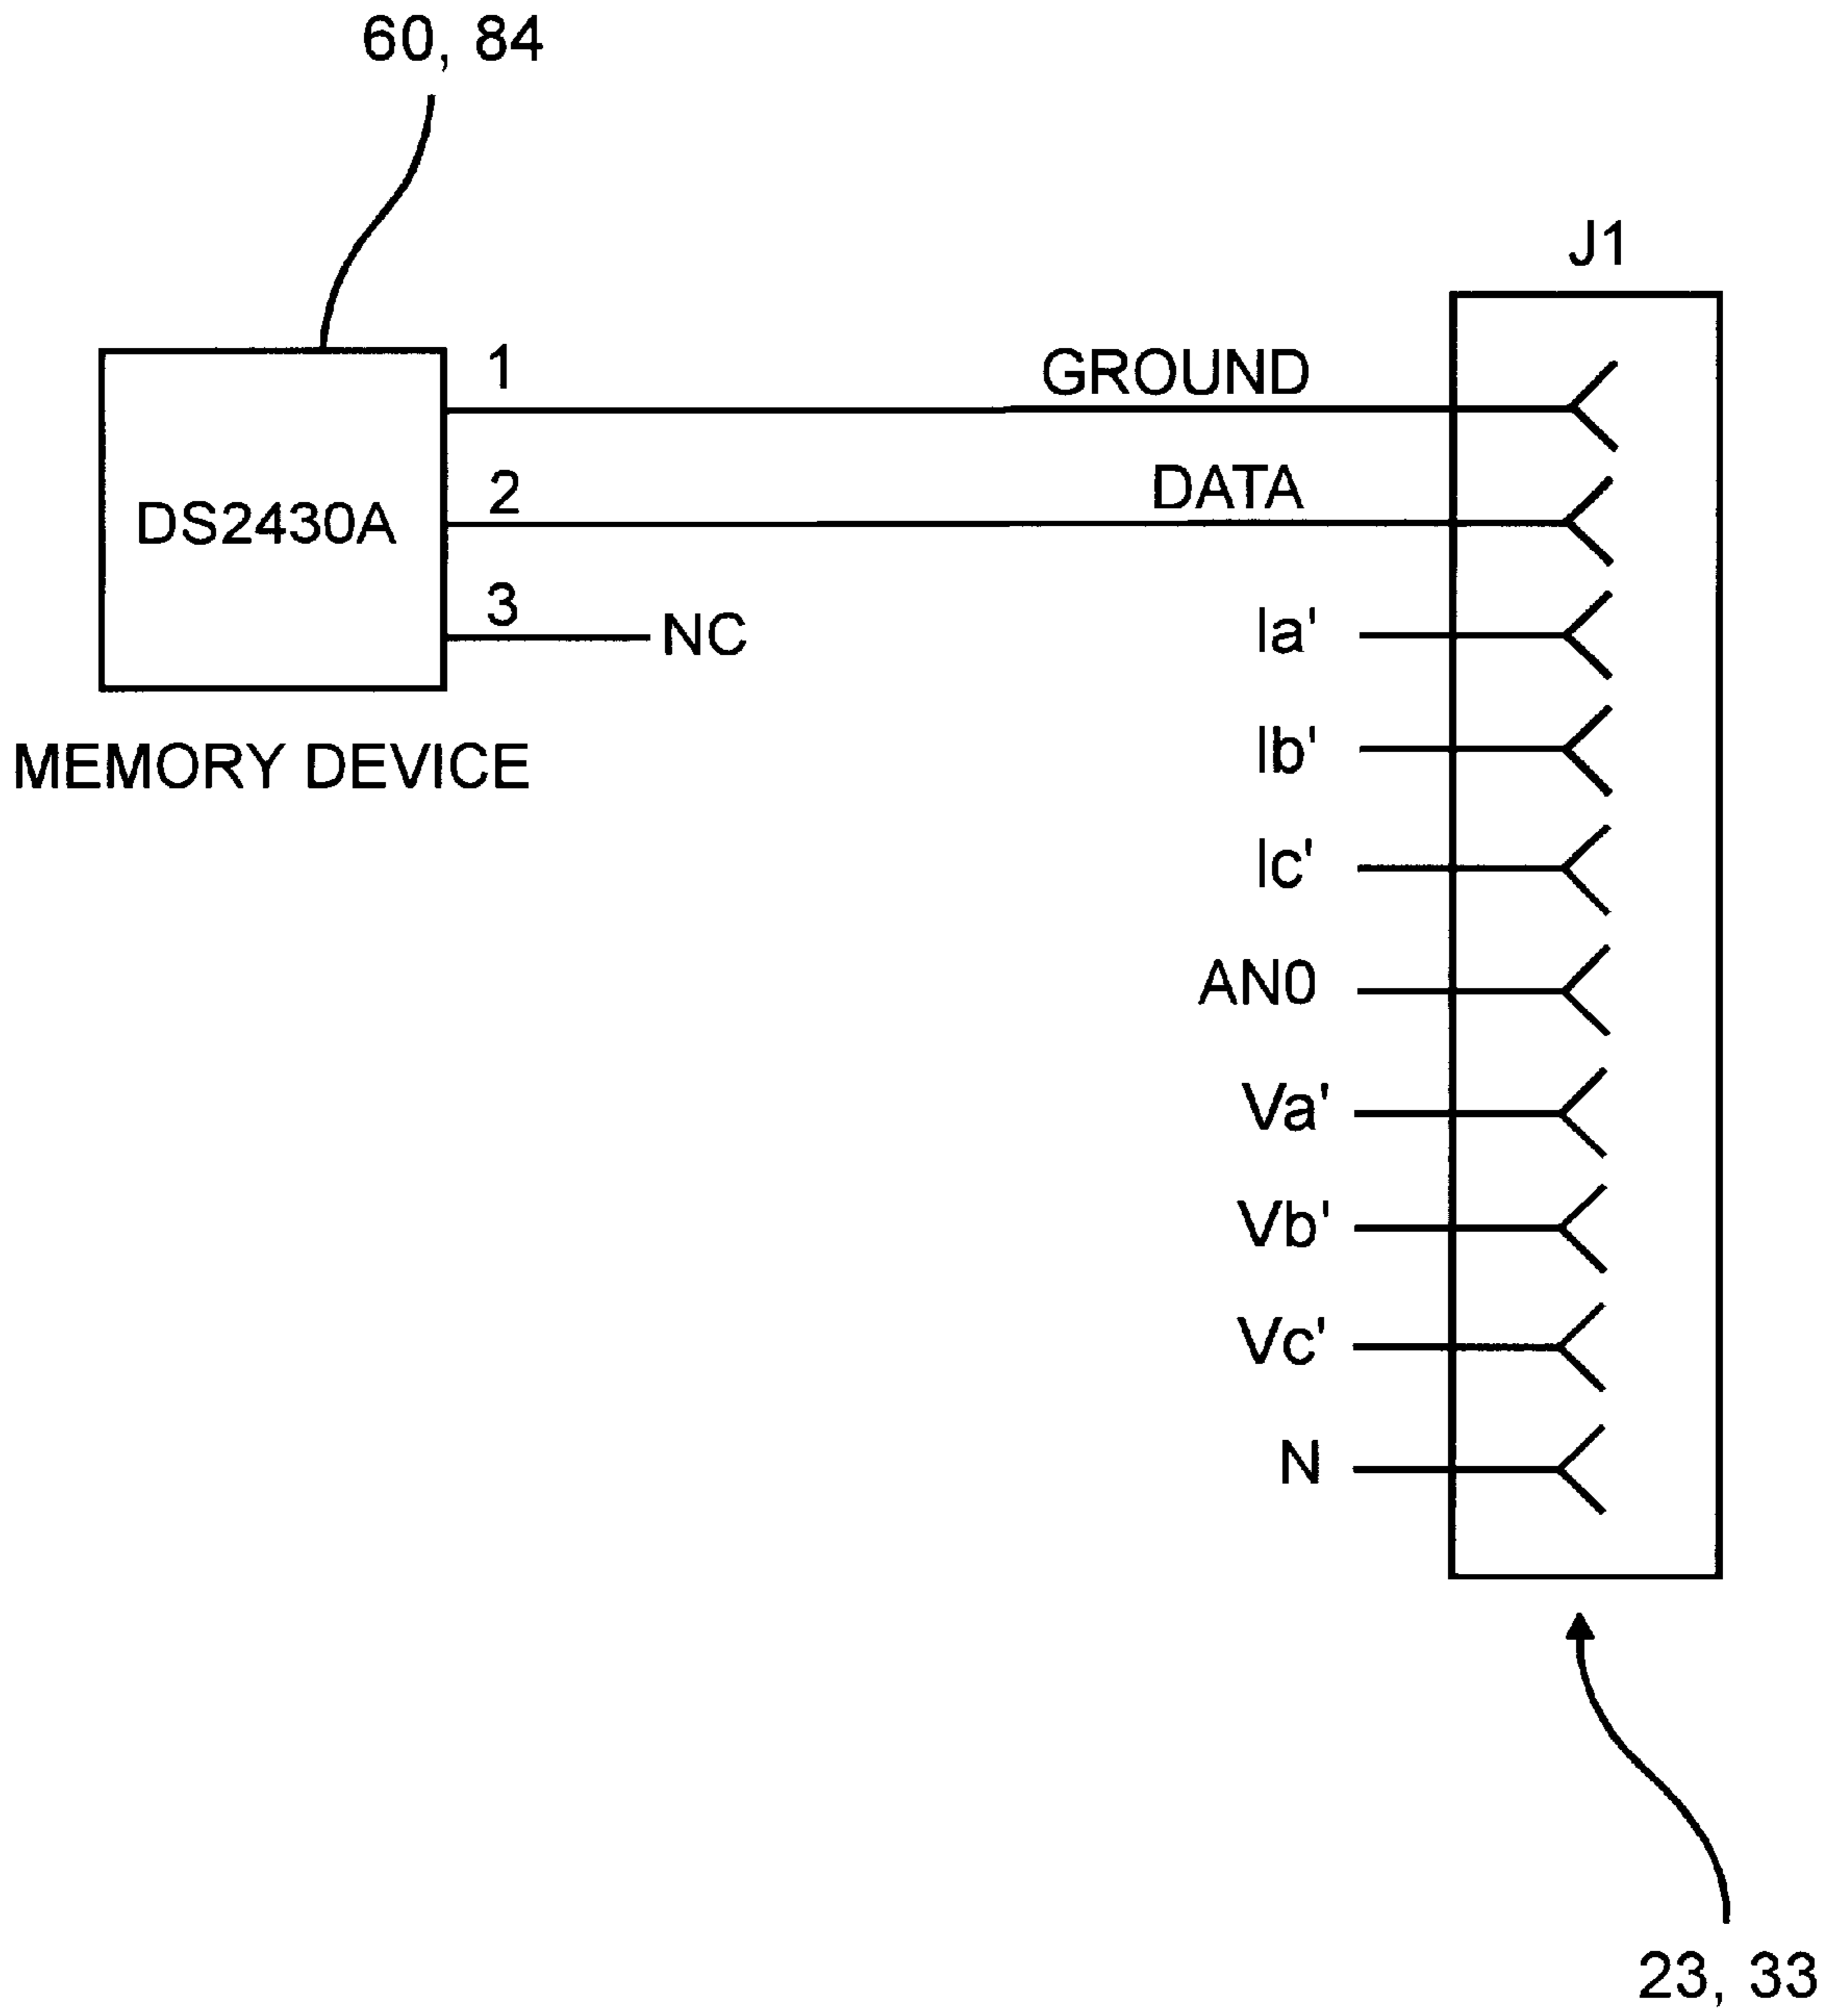 60, 84
J1
1
GROUND
2
DATA
DS2430A
3
NC
Ia'
MEMORY DEVICE
Ib'
Ic'
AN0
Va'
Vb'
Vc'
N
23, 33